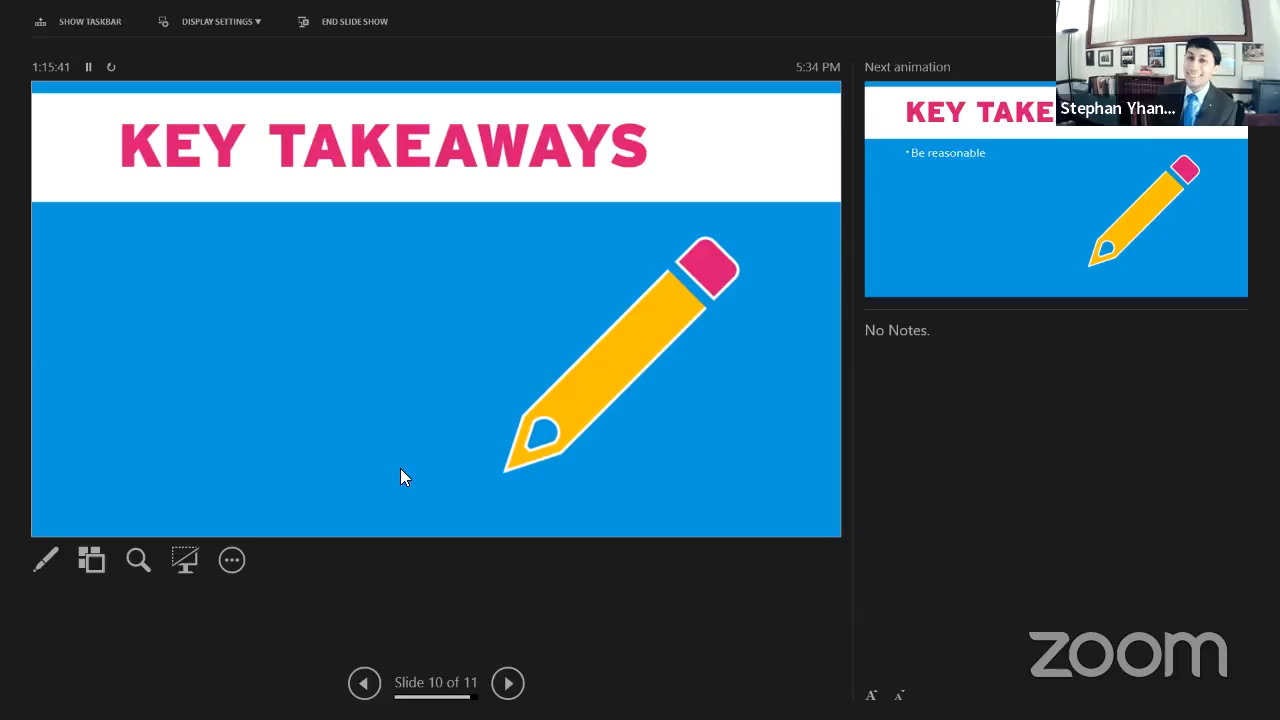 SHOW TASKBAR
DISPLAY SETTINGS ▼
END SLIDE SHOW
1:15:41
5:34 PM
KEY TAKEAWAYS
Next animation
KEY TAKE
• Be reasonable
Stephan Yhan...
No Notes.
Slide 10 of 11
A A
zoom